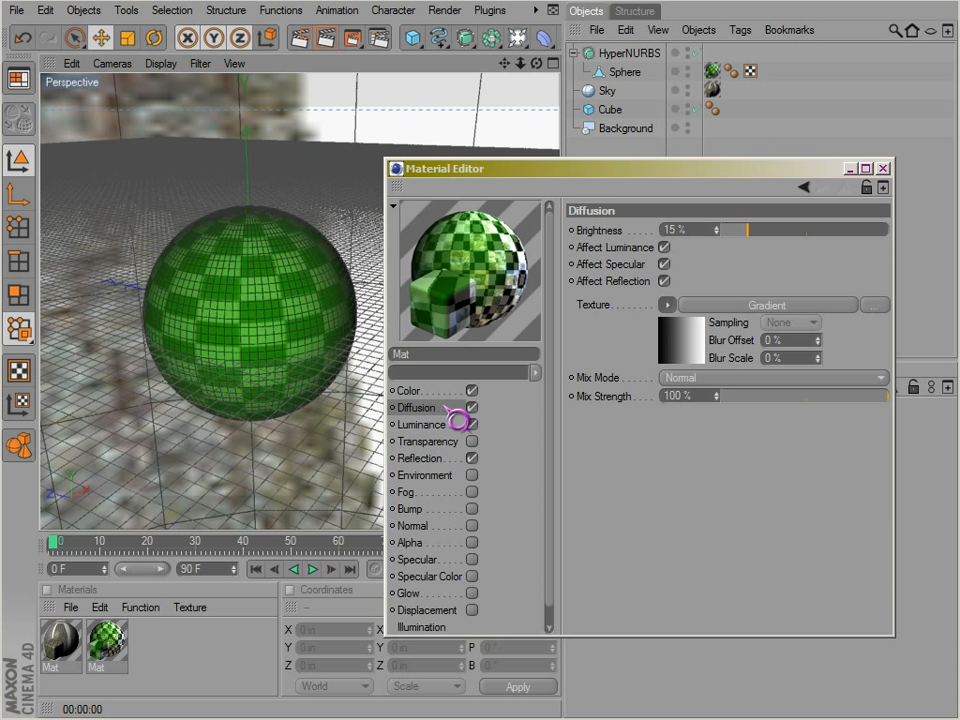 File Edit Objects Tools Selection Structure Functions Animation Character Render Plugins
Objects Structure
File Edit View Objects Tags Bookmarks
X Y Z
Edit Cameras Display Filter View
Perspective
HyperNURBS
Sphere
Sky
Cube
Background
Material Editor
Diffusion
Brightness 15 %
Affect Luminance
Affect Specular
Affect Reflection
Texture Gradient ...
Sampling None
Blur Offset 0 %
Blur Scale 0 %
Mix Mode Normal
Mix Strength 100 %
Mat
Color
Diffusion
Luminance
Transparency
Reflection
Environment
Fog
Bump
Normal
Alpha
Specular
Specular Color
Glow
Displacement
Illumination
Y
Z X
0 10 20 30 40 50 60
0 F 90 F
Materials
File Edit Function Texture
Mat Mat
Coordinates
--
X 0 in X 0 in
Y 0 in Y 0 in P 0 °
Z 0 in Z 0 in B 0 °
World Scale Apply
MAXON
CINEMA 4D
00:00:00